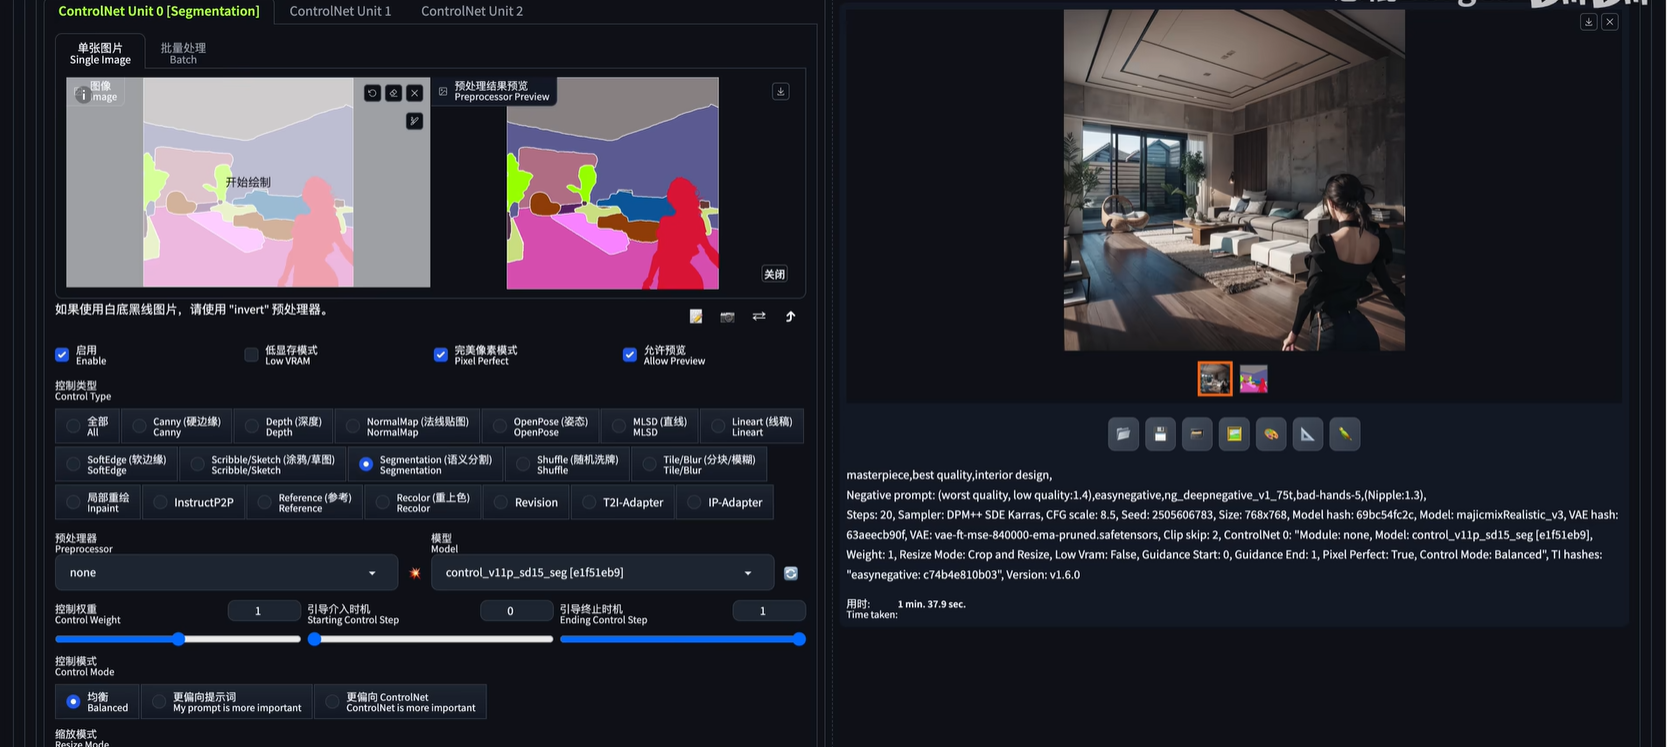 ControlNet Unit 0 [Segmentation]
ControlNet Unit 1
ControlNet Unit 2
单张图片
Single Image
批量处理
Batch
图像
mage
预处理结果预览
Preprocessor Preview
开始绘制
关闭
如果使用白底黑线图片，请使用 "invert" 预处理器。
启用
Enable
低显存模式
Low VRAM
完美像素模式
Pixel Perfect
允许预览
Allow Preview
控制类型
Control Type
全部
All
Canny (硬边缘)
Canny
Depth (深度)
Depth
NormalMap (法线贴图)
NormalMap
OpenPose (姿态)
OpenPose
MLSD (直线)
MLSD
Lineart (线稿)
Lineart
SoftEdge (软边缘)
SoftEdge
Scribble/Sketch (涂鸦/草图)
Scribble/Sketch
Segmentation (语义分割)
Segmentation
Shuffle (随机洗牌)
Shuffle
Tile/Blur (分块/模糊)
Tile/Blur
局部重绘
Inpaint
InstructP2P
Reference (参考)
Reference
Recolor (重上色)
Recolor
Revision
T2I-Adapter
IP-Adapter
预处理器
Preprocessor
none
模型
Model
control_v11p_sd15_seg [e1f51eb9]
控制权重
Control Weight
1
引导介入时机
Starting Control Step
0
引导终止时机
Ending Control Step
1
控制模式
Control Mode
均衡
Balanced
更偏向提示词
My prompt is more important
更偏向 ControlNet
ControlNet is more important
缩放模式
Resize Mode
masterpiece,best quality,interior design,
Negative prompt: (worst quality, low quality:1.4),easynegative,ng_deepnegative_v1_75t,bad-hands-5,(Nipple:1.3),
Steps: 20, Sampler: DPM++ SDE Karras, CFG scale: 8.5, Seed: 2505606783, Size: 768x768, Model hash: 69bc54fc2c, Model: majicmixRealistic_v3, VAE hash:
63aeecb90f, VAE: vae-ft-mse-840000-ema-pruned.safetensors, Clip skip: 2, ControlNet 0: "Module: none, Model: control_v11p_sd15_seg [e1f51eb9],
Weight: 1, Resize Mode: Crop and Resize, Low Vram: False, Guidance Start: 0, Guidance End: 1, Pixel Perfect: True, Control Mode: Balanced", TI hashes:
"easynegative: c74b4e810b03", Version: v1.6.0
用时:
Time taken:
1 min. 37.9 sec.